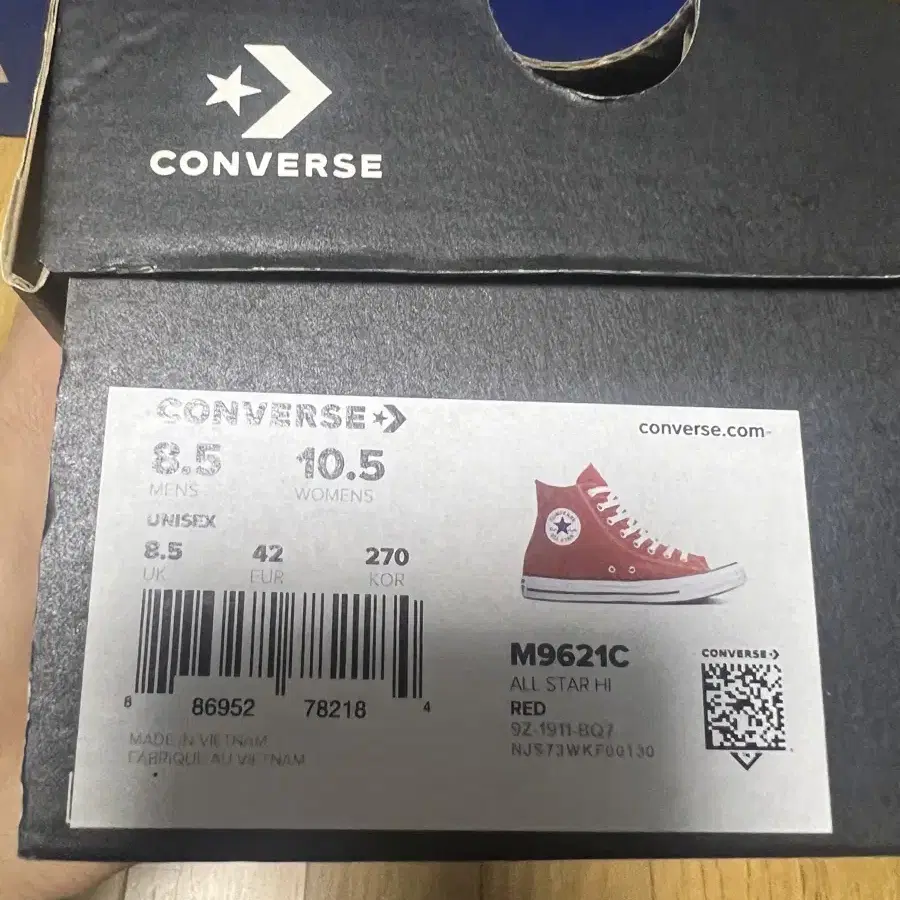 CONVERSE
CONVERSE
converse.com
8.5 10.5
MENS WOMENS
UNISEX
8.5 42 270
UK EUR KOR
8 86952 78218 4
MADE IN VIETNAM
FABRIQUE AU VIETNAM
M9621C
ALL STAR HI
RED
9Z-1911-BQ7
NJS73WKF00130
CONVERSE